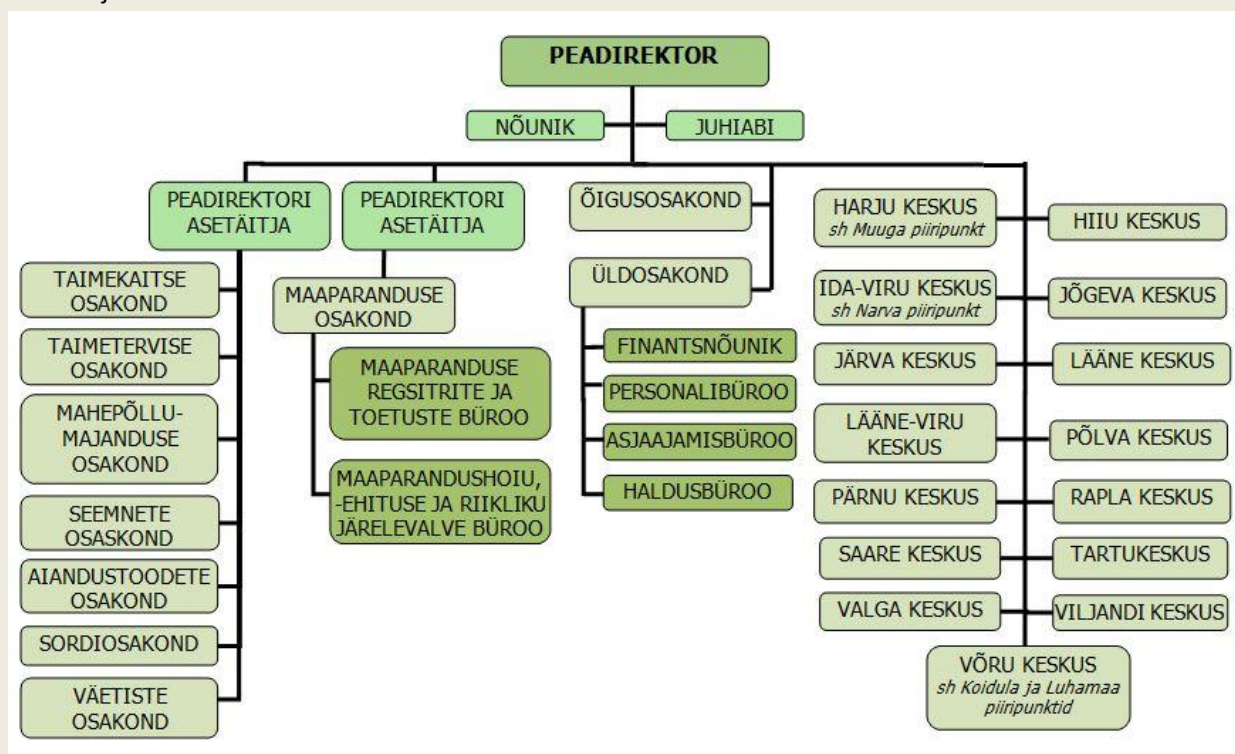 PEADIREKTOR
NÕUNIK
JUHIABI
PEADIREKTORI
ASETÄITJA
PEADIREKTORI
ASETÄITJA
TAIMEKAITSE
OSAKOND
TAIMETERVISE
OSAKOND
MAHEPÕLLU-
MAJANDUSE
OSAKOND
SEEMNETE
OSASKOND
AIANDUSTOODETE
OSAKOND
SORDIOSAKOND
VÄETISTE
OSAKOND
MAAPARANDUSE
OSAKOND
MAAPARANDUSE
REGSITRITE JA
TOETUSTE BÜROO
MAAPARANDUSHOIU,
-EHITUSE JA RIIKLIKU
JÄRELEVALVE BÜROO
ÕIGUSOSAKOND
ÜLDOSAKOND
FINANTSNÕUNIK
PERSONALIBÜROO
ASJAAJAMISBÜROO
HALDUSBÜROO
HARJU KESKUS
sh Muuga piiripunkt
HIIU KESKUS
IDA-VIRU KESKUS
sh Narva piiripunkt
JÕGEVA KESKUS
JÄRVA KESKUS
LÄÄNE KESKUS
LÄÄNE-VIRU
KESKUS
PÕLVA KESKUS
PÄRNU KESKUS
RAPLA KESKUS
SAARE KESKUS
TARTUKESKUS
VALGA KESKUS
VILJANDI KESKUS
VÕRU KESKUS
sh Koidula ja Luhamaa
piiripunktid